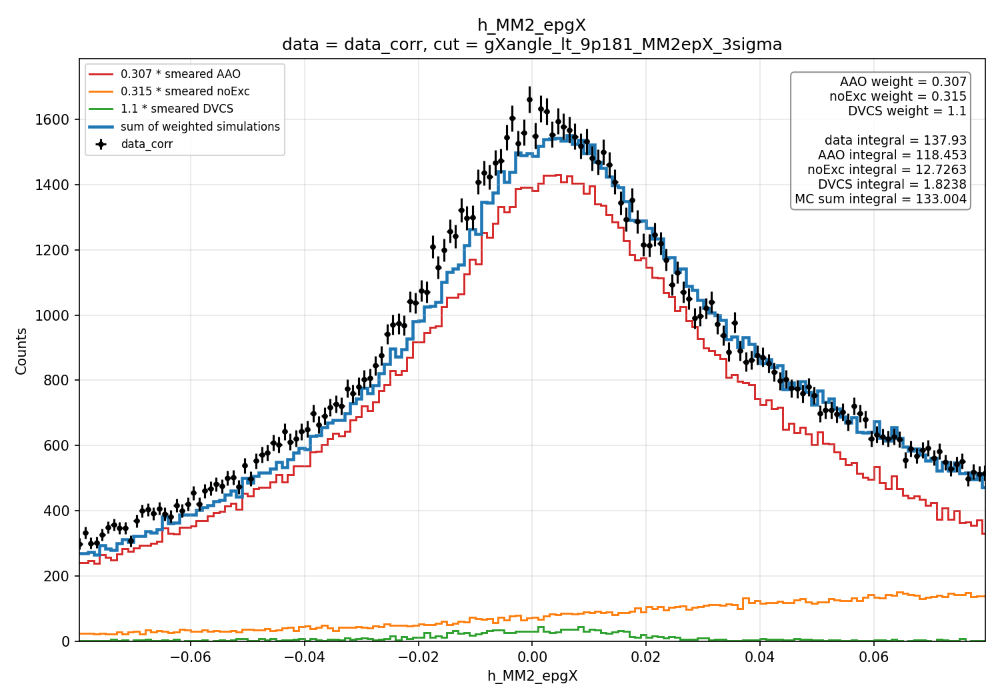 h_MM2_epgX
data = data_corr, cut = gXangle_lt_9p181_MM2epX_3sigma
0.307 * smeared AAO
0.315 * smeared noExc
1.1 * smeared DVCS
sum of weighted simulations
data_corr
AAO weight = 0.307
noExc weight = 0.315
DVCS weight = 1.1
data integral = 137.93
AAO integral = 118.453
noExc integral = 12.7263
DVCS integral = 1.8238
MC sum integral = 133.004
Counts
1600
1400
1200
1000
800
600
400
200
0
−0.06
−0.04
−0.02
0.00
0.02
0.04
0.06
h_MM2_epgX